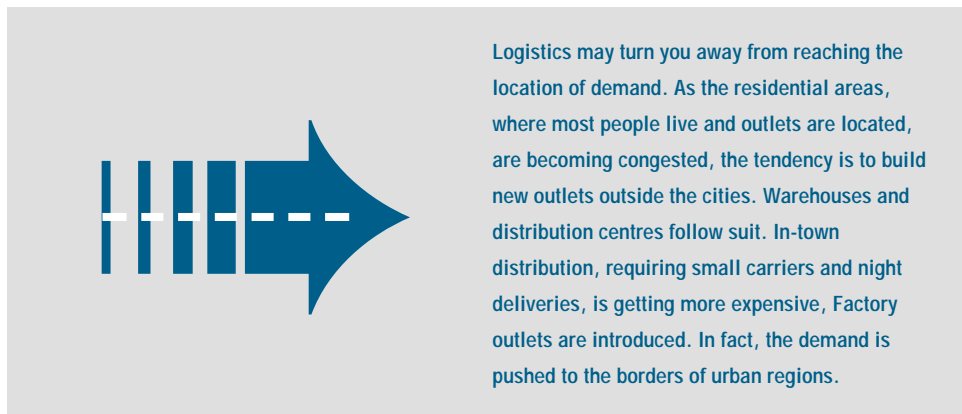 Logistics may turn you away from reaching the
location of demand. As the residential areas,
where most people live and outlets are located,
are becoming congested, the tendency is to build
new outlets outside the cities. Warehouses and
distribution centres follow suit. In-town
distribution, requiring small carriers and night
deliveries, is getting more expensive, Factory
outlets are introduced. In fact, the demand is
pushed to the borders of urban regions.